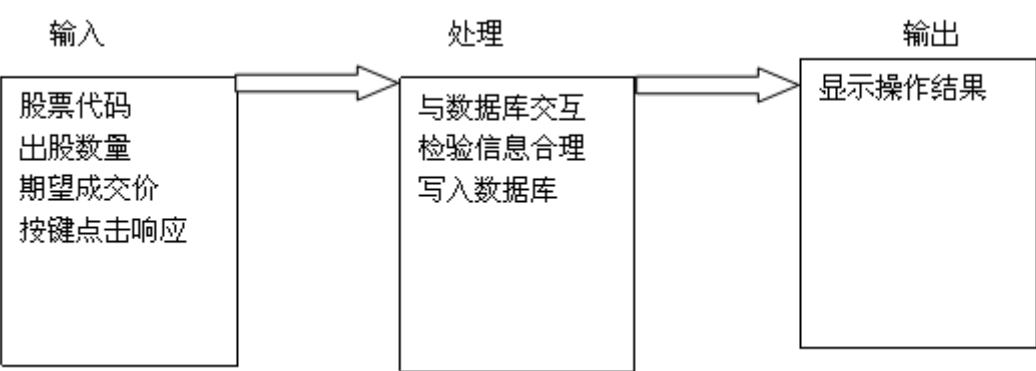 输入
处理
输出
股票代码
出股数量
期望成交价
按键点击响应
与数据库交互
检验信息合理
写入数据库
显示操作结果